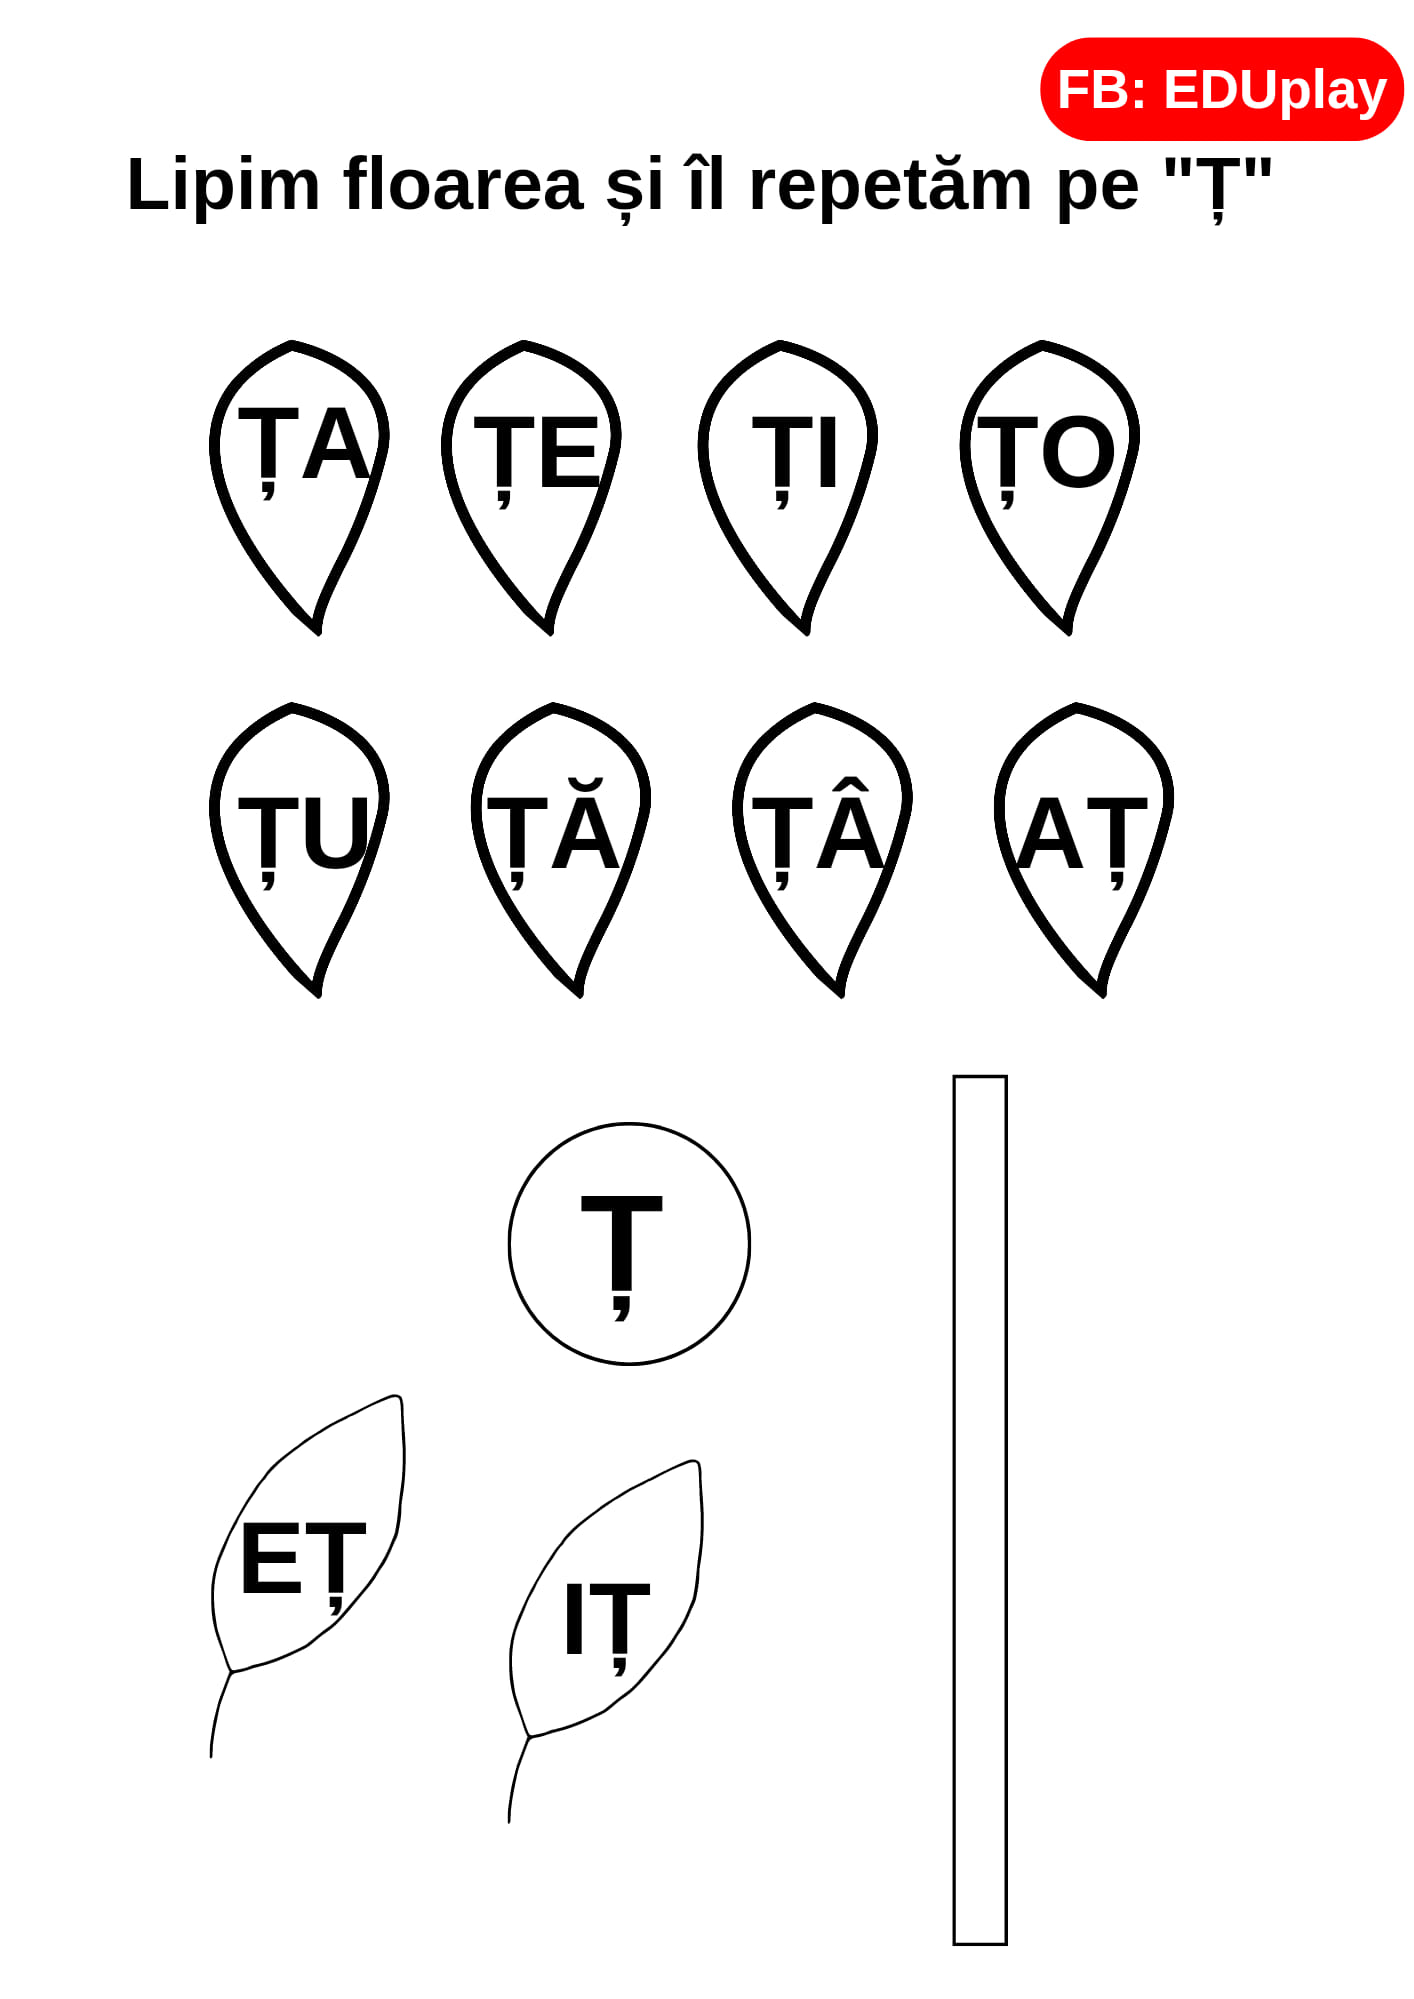 FB: EDUplay
Lipim floarea și îl repetăm pe "Ț"
ȚA ȚE ȚI ȚO
ȚU ȚĂ ȚÂ AȚ
Ț
EȚ
IȚ